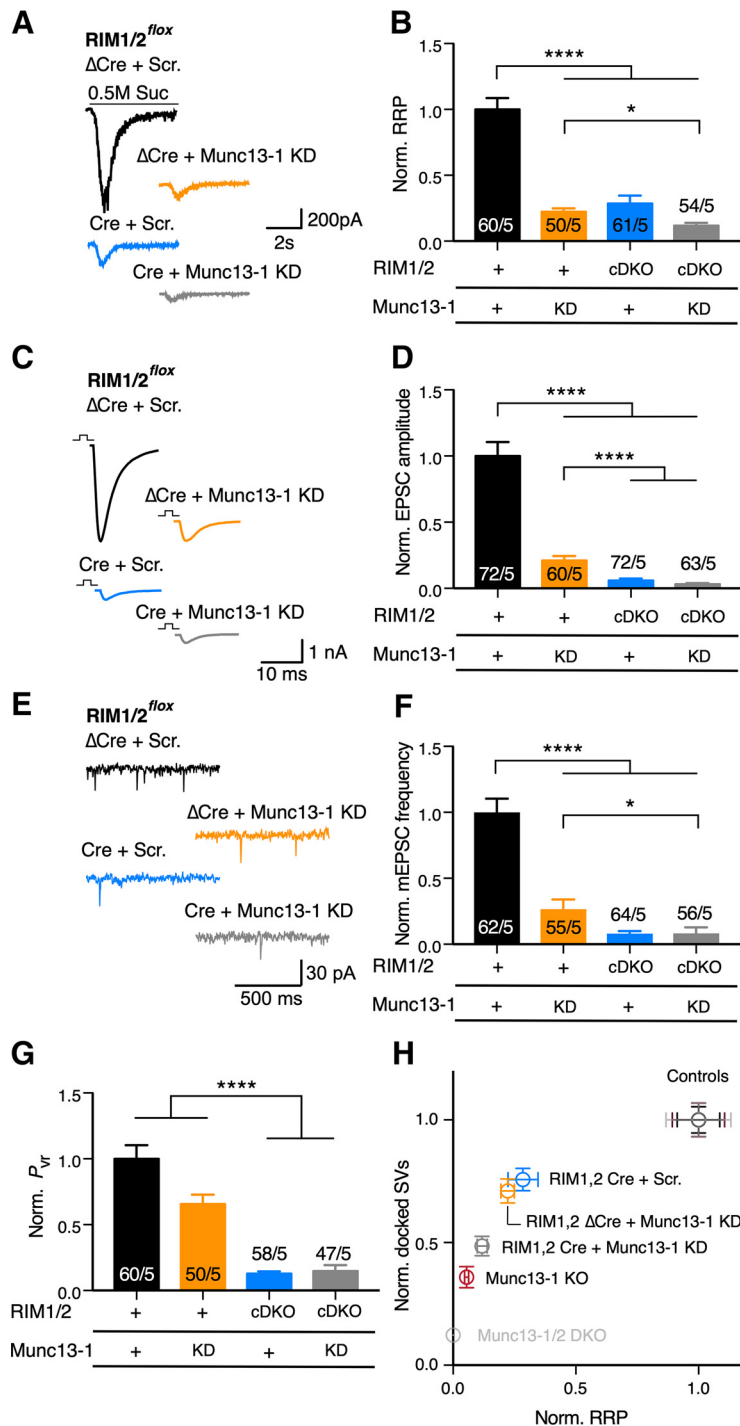 A
RIM1/2flox
ΔCre + Scr.
0.5M Suc
ΔCre + Munc13-1 KD
Cre + Scr.
200pA
2s
Cre + Munc13-1 KD
B
Norm. RRP
1.5
1.0
0.5
0.0
****
*
60/5 50/5 61/5 54/5
RIM1/2 + + cDKO cDKO
Munc13-1 + KD + KD
C
RIM1/2flox
ΔCre + Scr.
ΔCre + Munc13-1 KD
Cre + Scr.
Cre + Munc13-1 KD
1 nA
10 ms
D
Norm. EPSC amplitude
1.5
1.0
0.5
0.0
****
****
72/5 60/5 72/5 63/5
RIM1/2 + + cDKO cDKO
Munc13-1 + KD + KD
E
RIM1/2flox
ΔCre + Scr.
ΔCre + Munc13-1 KD
Cre + Scr.
Cre + Munc13-1 KD
30 pA
500 ms
F
Norm. mEPSC frequency
1.5
1.0
0.5
0.0
****
*
62/5 55/5 64/5 56/5
RIM1/2 + + cDKO cDKO
Munc13-1 + KD + KD
G
Norm. Pvr
1.5
1.0
0.5
0.0
****
60/5 50/5 58/5 47/5
RIM1/2 + + cDKO cDKO
Munc13-1 + KD + KD
H
Norm. docked SVs
1.0
0.5
0.0
Controls
RIM1,2 Cre + Scr.
RIM1,2 ΔCre + Munc13-1 KD
RIM1,2 Cre + Munc13-1 KD
Munc13-1 KO
Munc13-1/2 DKO
0.0 0.5 1.0
Norm. RRP